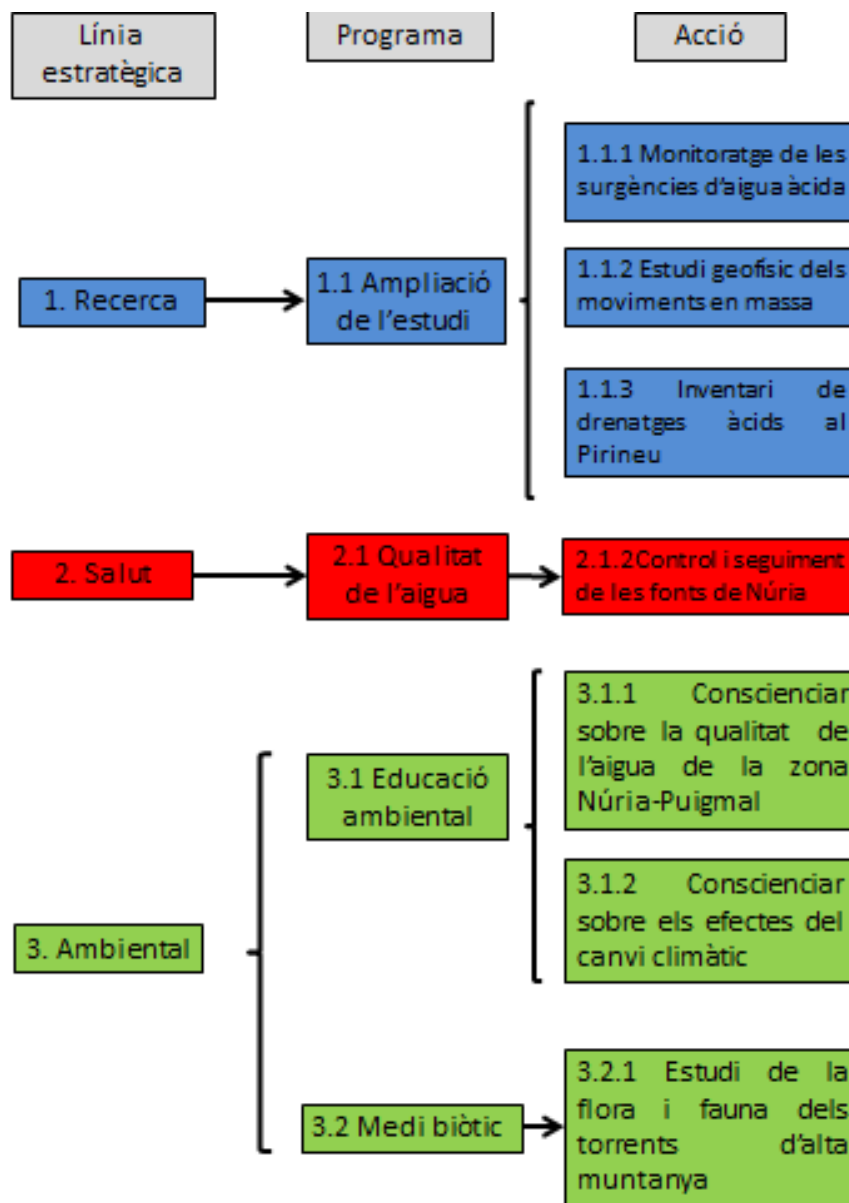 Línia
estratègica
Programa
Acció
1. Recerca
1.1 Ampliació
de l'estudi
1.1.1 Monitoratge de les
surgències d'aigua àcida
1.1.2 Estudi geofísic dels
moviments en massa
1.1.3 Inventari de
drenatges àcids al
Pirineu
2. Salut
2.1 Qualitat
de l'aigua
2.1.2Control i seguiment
de les fonts de Núria
3. Ambiental
3.1 Educació
ambiental
3.1.1 Conscienciar
sobre la qualitat de
l'aigua de la zona
Núria-Puigmal
3.1.2 Conscienciar
sobre els efectes del
canvi climàtic
3.2 Medi biòtic
3.2.1 Estudi de la
flora i fauna dels
torrents d'alta
muntanya